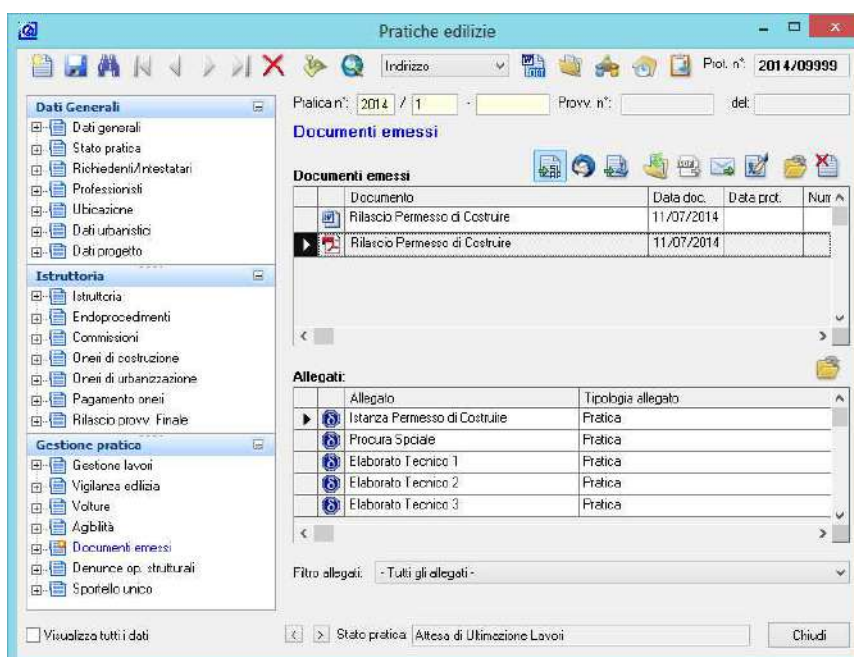 Pratiche edilizie
Indirizzo
Prot. n°: 2014/09999
Pratica n°: 2014 / 1 -
Provv. n°:
del:
Dati Generali
Dati generali
Stato pratica
Richiedenti/Intestatari
Professionisti
Ubicazione
Dati urbanistici
Dati progetto
Istruttoria
Istruttoria
Endoprocedimenti
Commissioni
Oneri di costruzione
Oneri di urbanizzazione
Pagamento oneri
Rilascio provv. Finale
Gestione pratica
Gestione lavori
Vigilanza edilizia
Volture
Agibilità
Documenti emessi
Denunce op. strutturali
Sportello unico
Visualizza tutti i dati
Documenti emessi
Documenti emessi
Documento Data doc. Data prot. Num
Rilascio Permesso di Costruire 11/07/2014
Rilascio Permesso di Costruire 11/07/2014
Allegati:
Allegato Tipologia allegato
Istanza Permesso di Costruire Pratica
Procura Spciale Pratica
Elaborato Tecnico 1 Pratica
Elaborato Tecnico 2 Pratica
Elaborato Tecnico 3 Pratica
Filtro allegati: - Tutti gli allegati -
Stato pratica: Attesa di Ultimazione Lavori
Chiudi